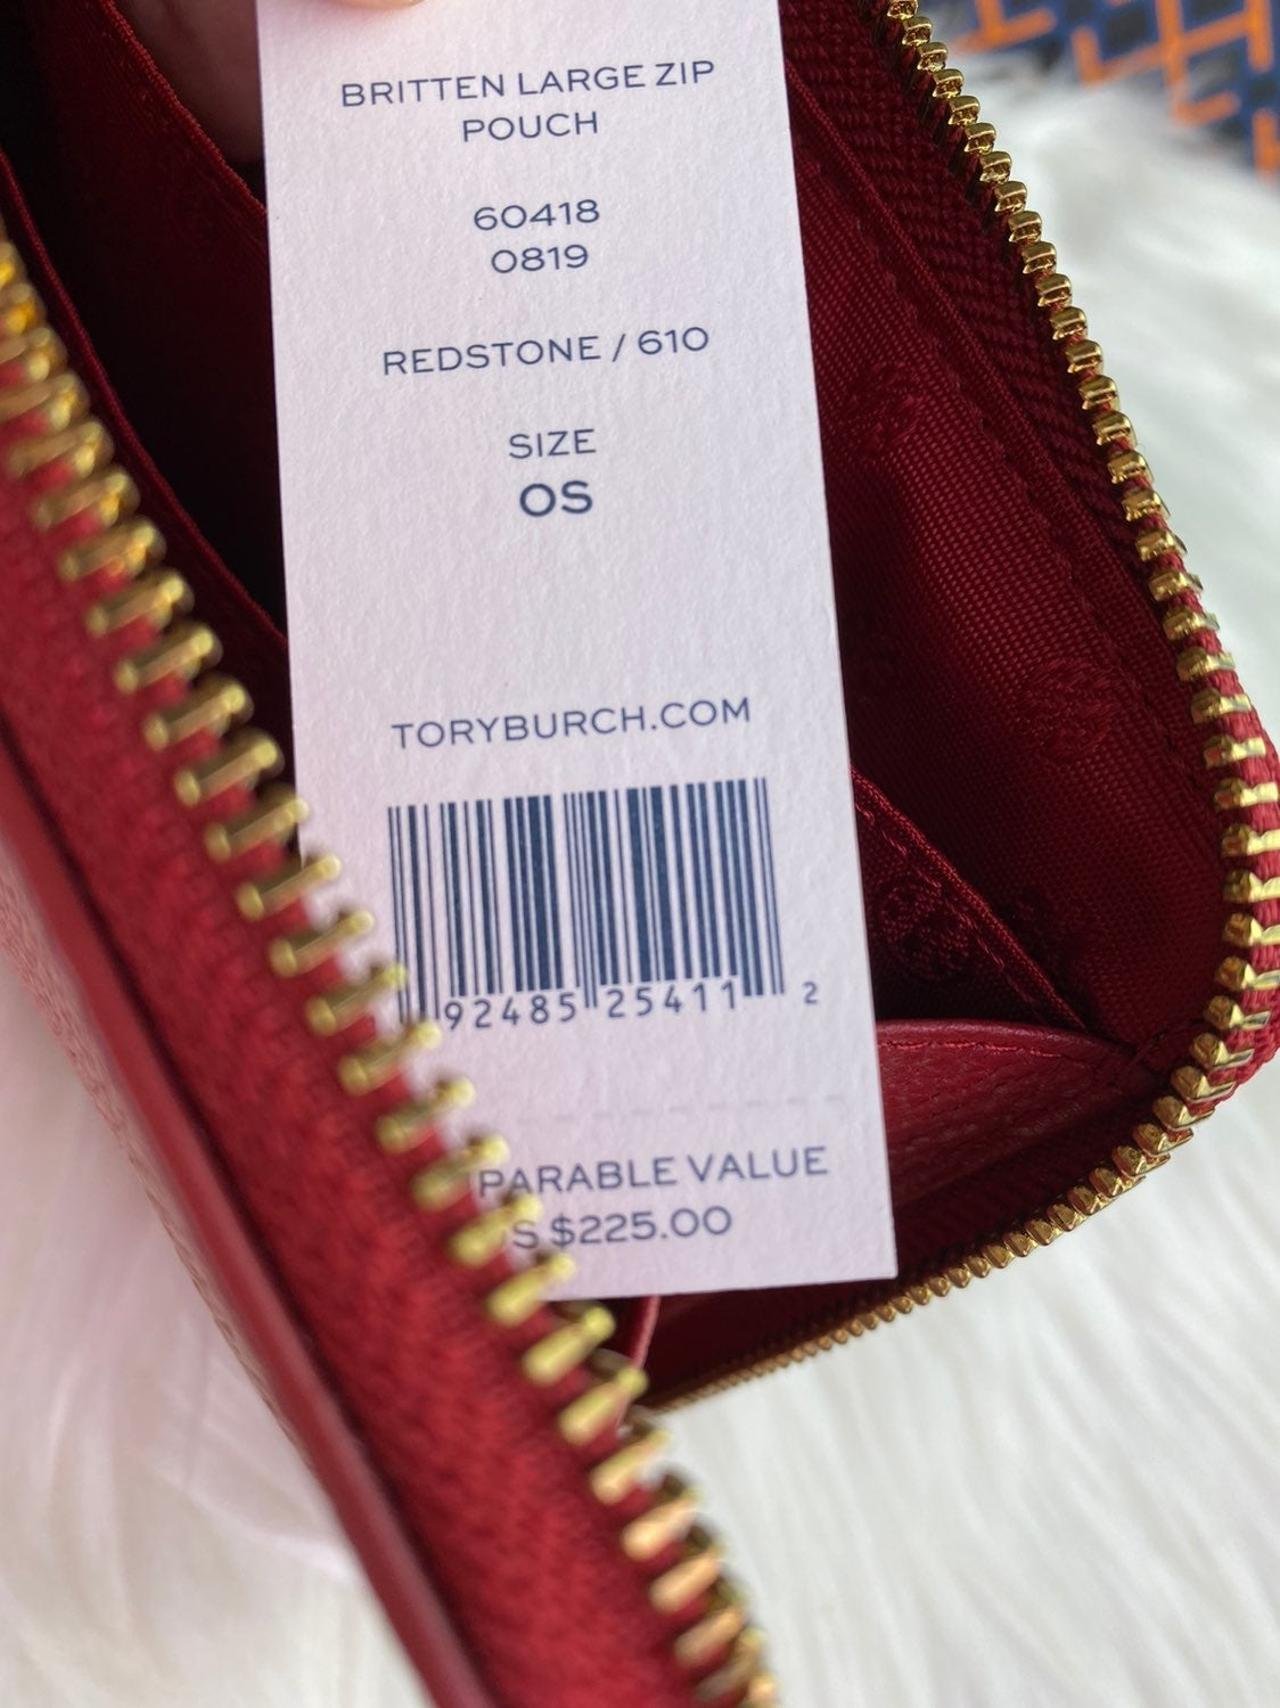 BRITTEN LARGE ZIP
POUCH
60418
0819
REDSTONE / 610
SIZE
OS
TORYBURCH.COM
92485 25411 2
PARABLE VALUE
S $225.00